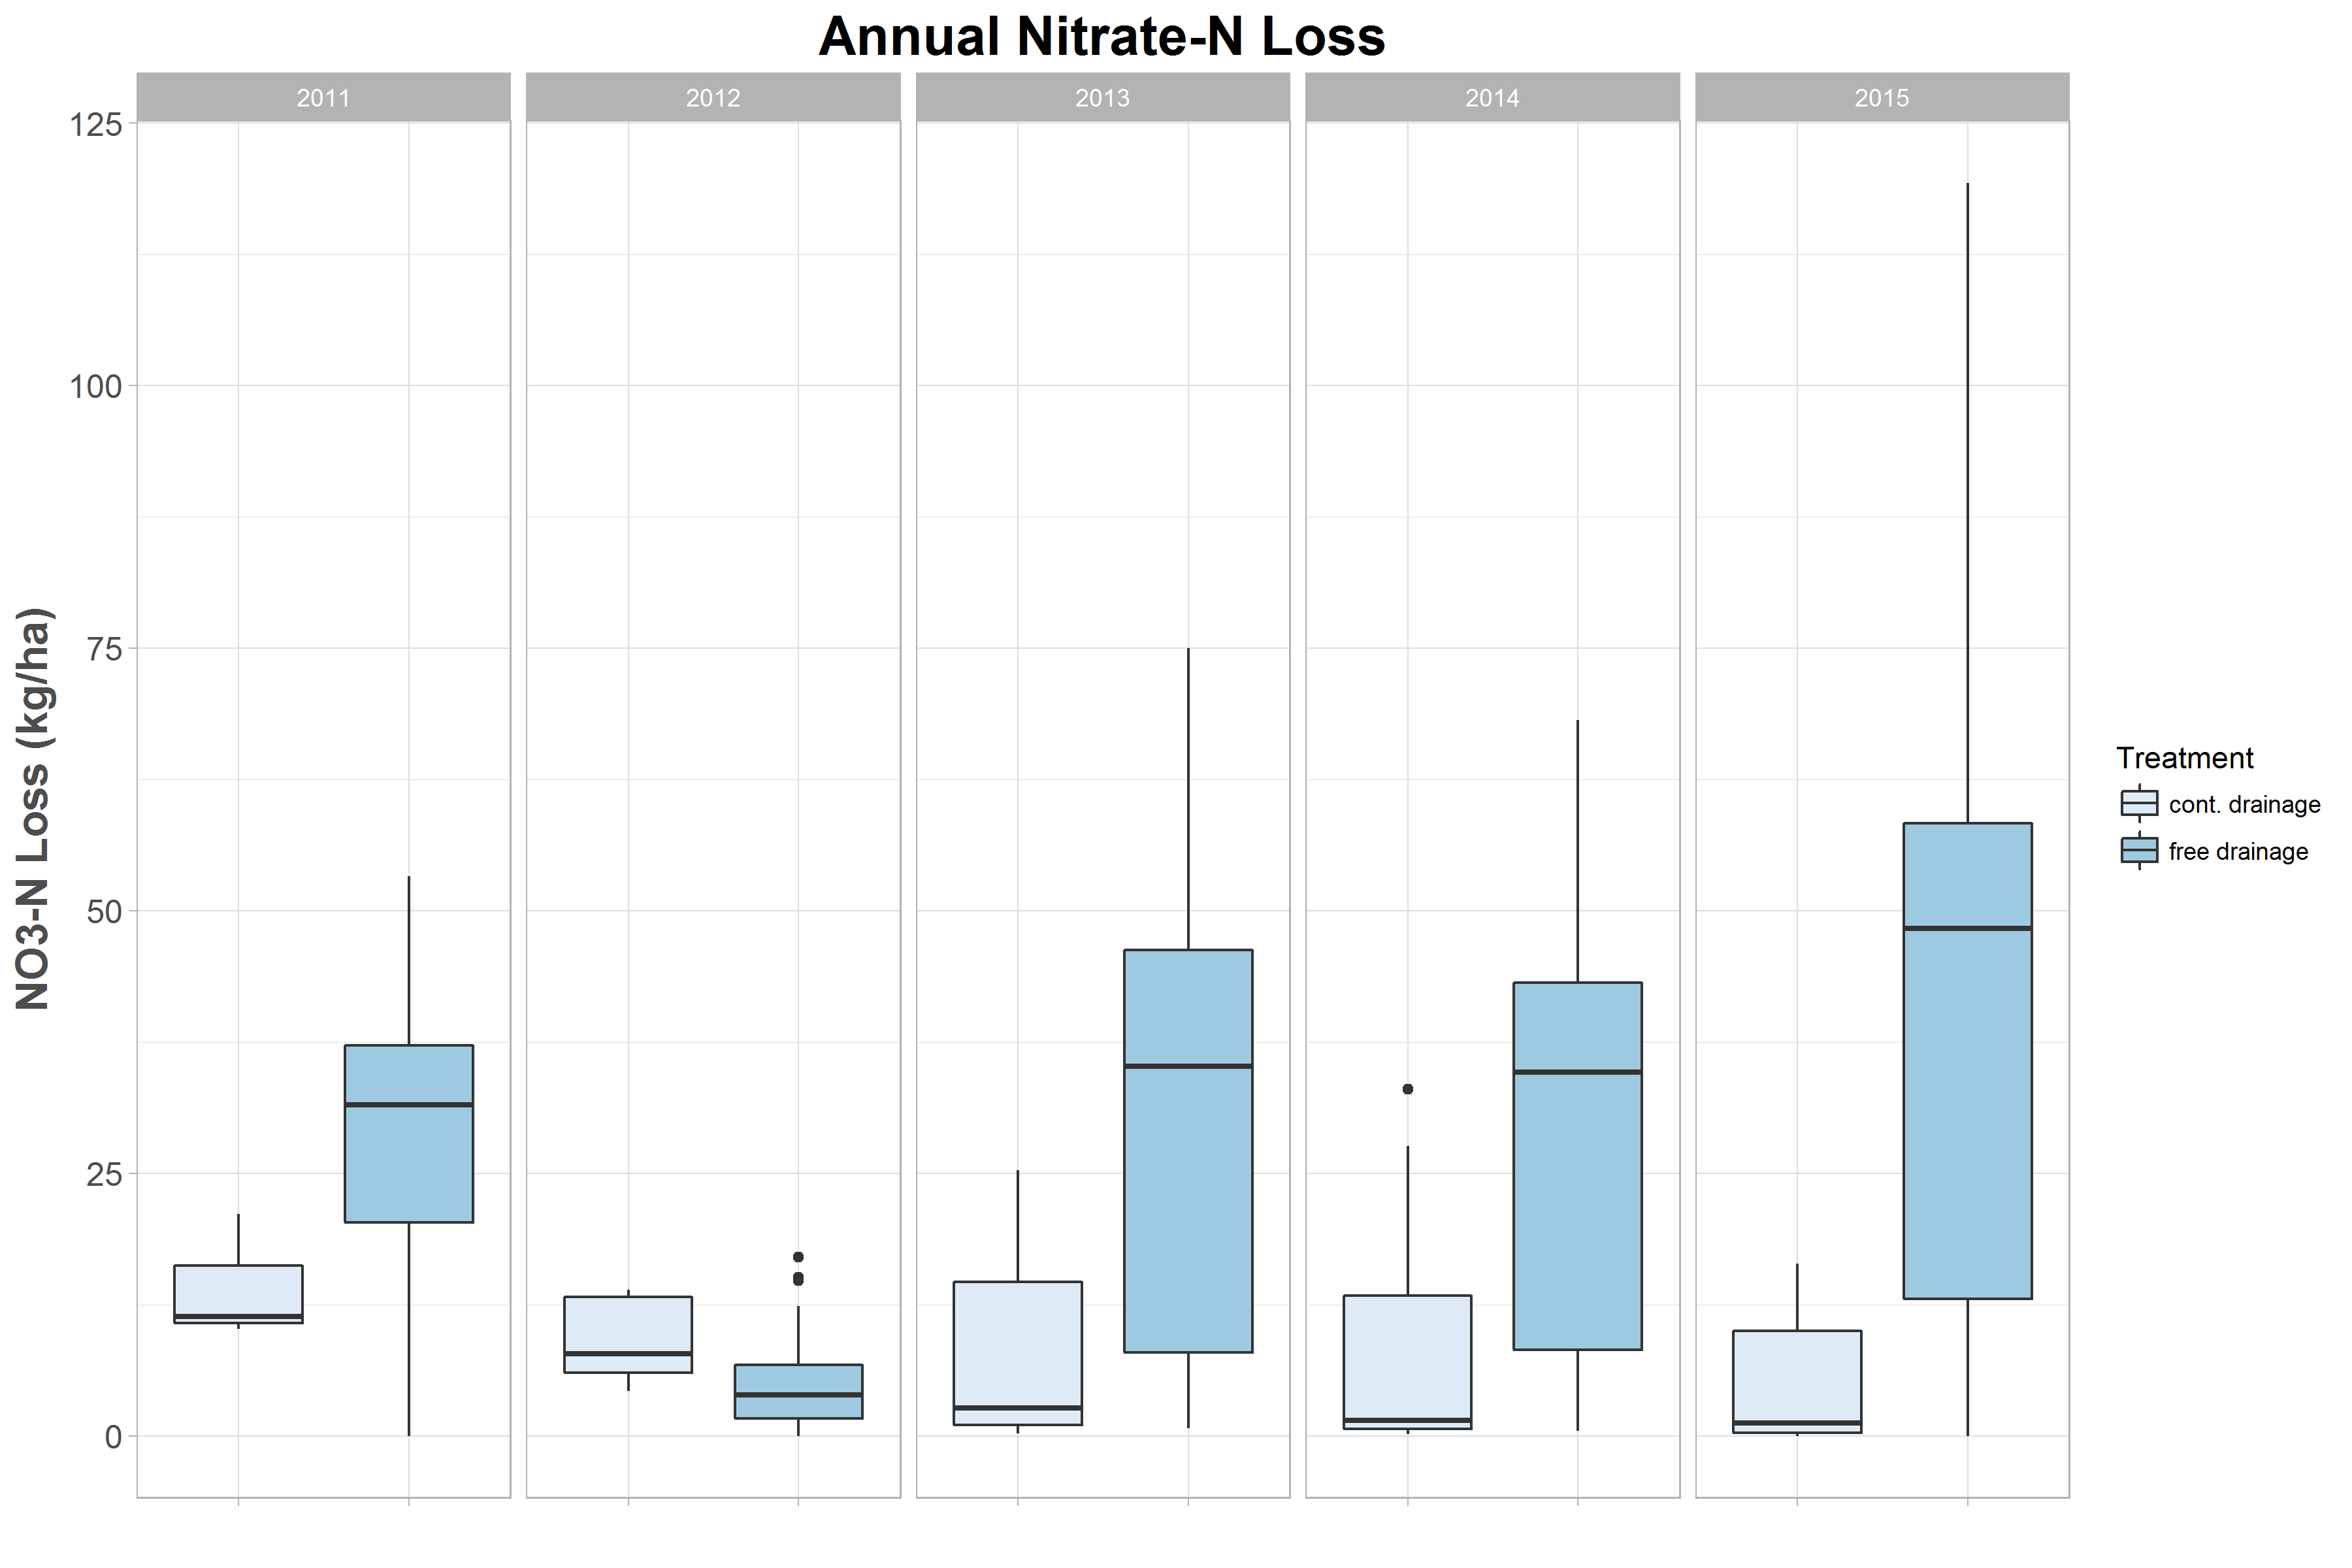 Annual Nitrate-N Loss
2011 2012 2013 2014 2015
125
100
75
50
25
0
NO3-N Loss (kg/ha)
Treatment
cont. drainage
free drainage